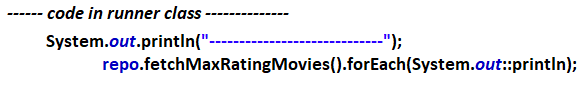 ------ code in runner class --------------
System.out.println("-----------------------------");
repo.fetchMaxRatingMovies().forEach(System.out::println);